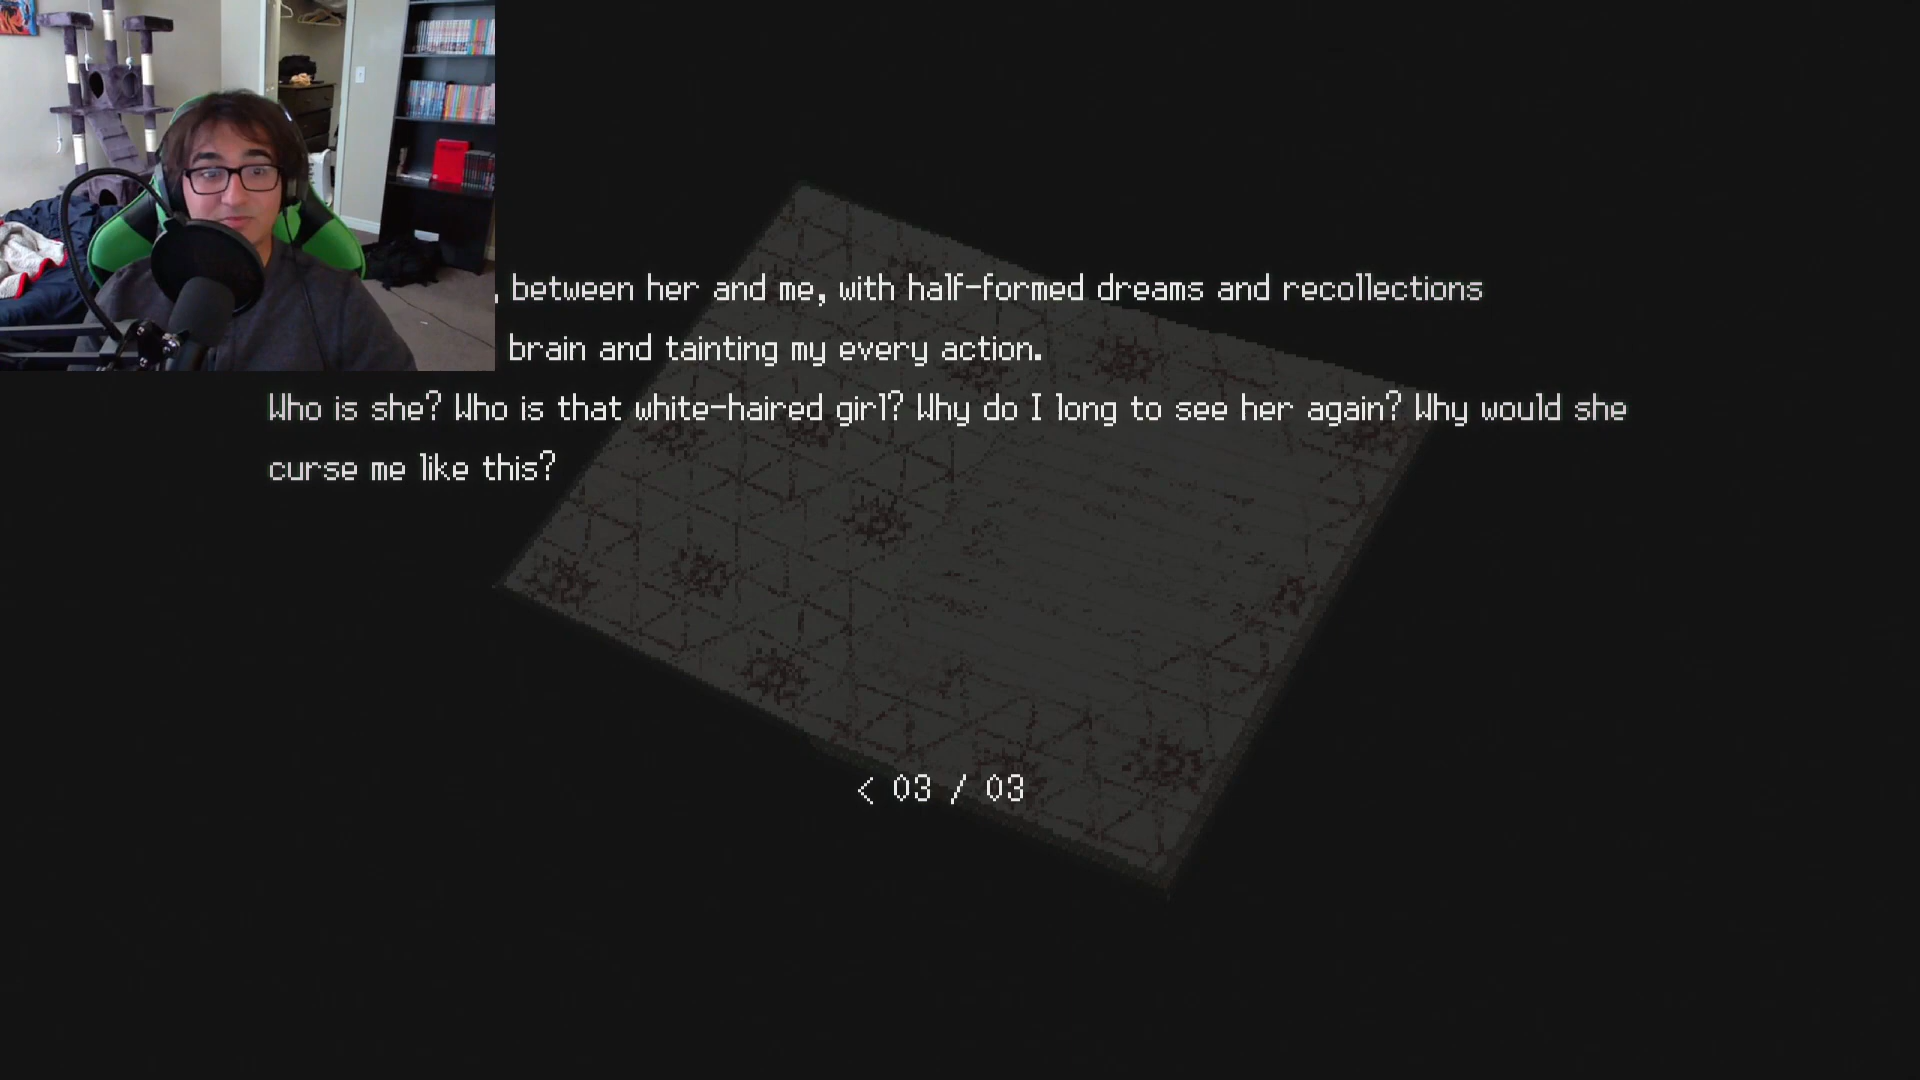 , between her and me, with half-formed dreams and recollections
brain and tainting my every action.
Who is she? Who is that white-haired girl? Why do I long to see her again? Why would she
curse me like this?
< 03 / 03